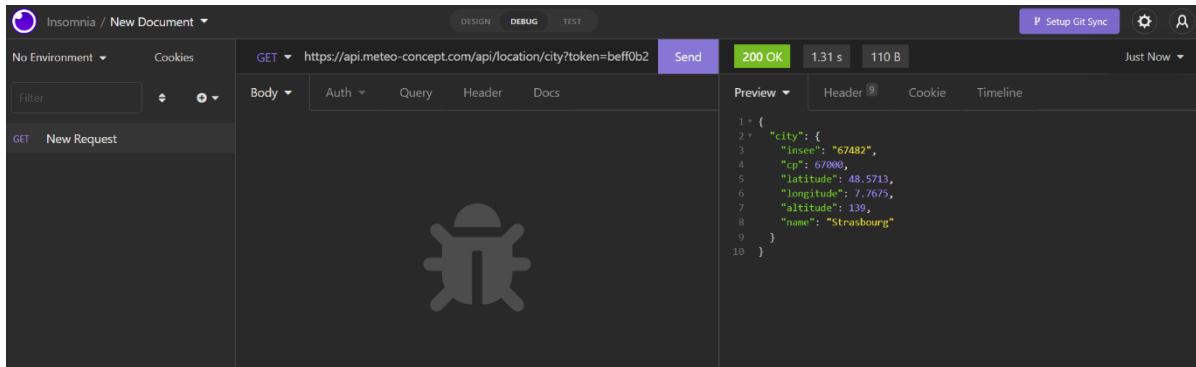 Insomnia / New Document
DESIGN DEBUG TEST
Setup Git Sync
No Environment Cookies
GET https://api.meteo-concept.com/api/location/city?token=beff0b2 Send
200 OK 1.31 s 110 B Just Now
Filter
Body Auth Query Header Docs
Preview Header 9 Cookie Timeline
GET New Request
1 {
2 "city": {
3 "insee": "67482",
4 "cp": 67000,
5 "latitude": 48.5713,
6 "longitude": 7.7675,
7 "altitude": 139,
8 "name": "Strasbourg"
9 }
10 }